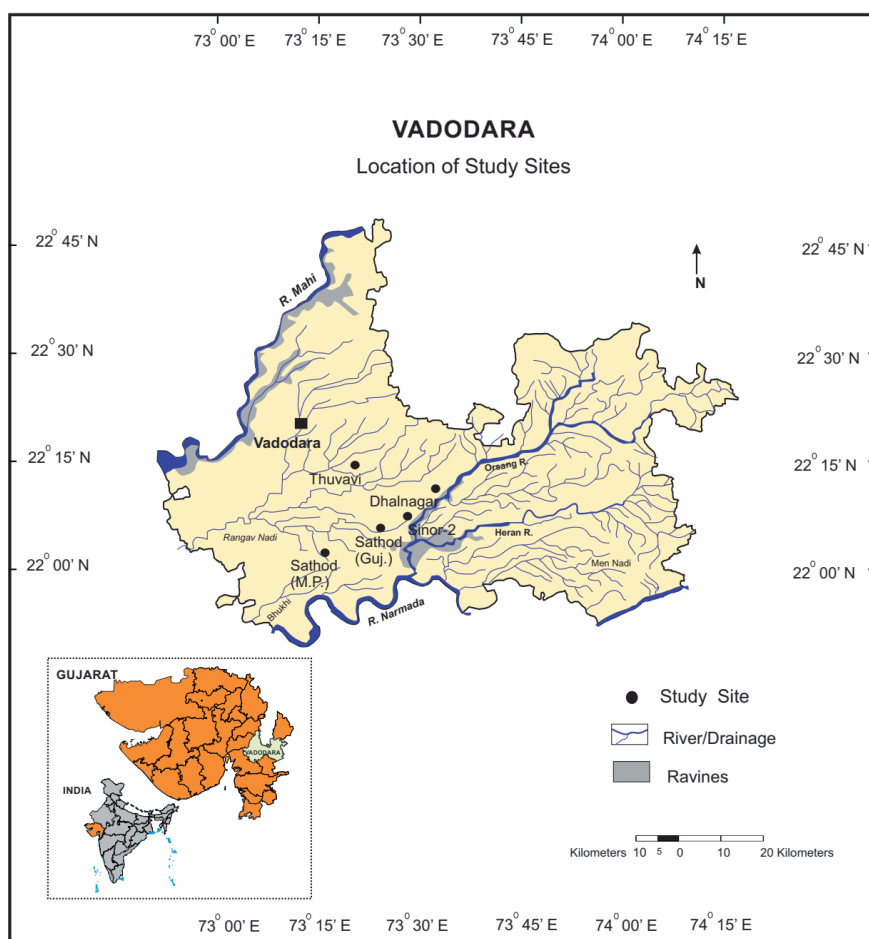 73° 00' E 73° 15' E 73° 30' E 73° 45' E 74° 00' E 74° 15' E
VADODARA
Location of Study Sites
22° 45' N 22° 45' N
N
R. Mahi
22° 30' N 22° 30' N
Vadodara
22° 15' N 22° 15' N
Orsang R.
Thuvavi
Dhalnagar
Sinor-2
Heran R.
Rangav Nadi
Sathod
(Guj.)
22° 00' N 22° 00' N
Sathod
(M.P.)
Men Nadi
Bhukhi
R. Narmada
GUJARAT
VADODARA
INDIA
Study Site
River/Drainage
Ravines
Kilometers 10 5 0 10 20 Kilometers
73° 00' E 73° 15' E 73° 30' E 73° 45' E 74° 00' E 74° 15' E